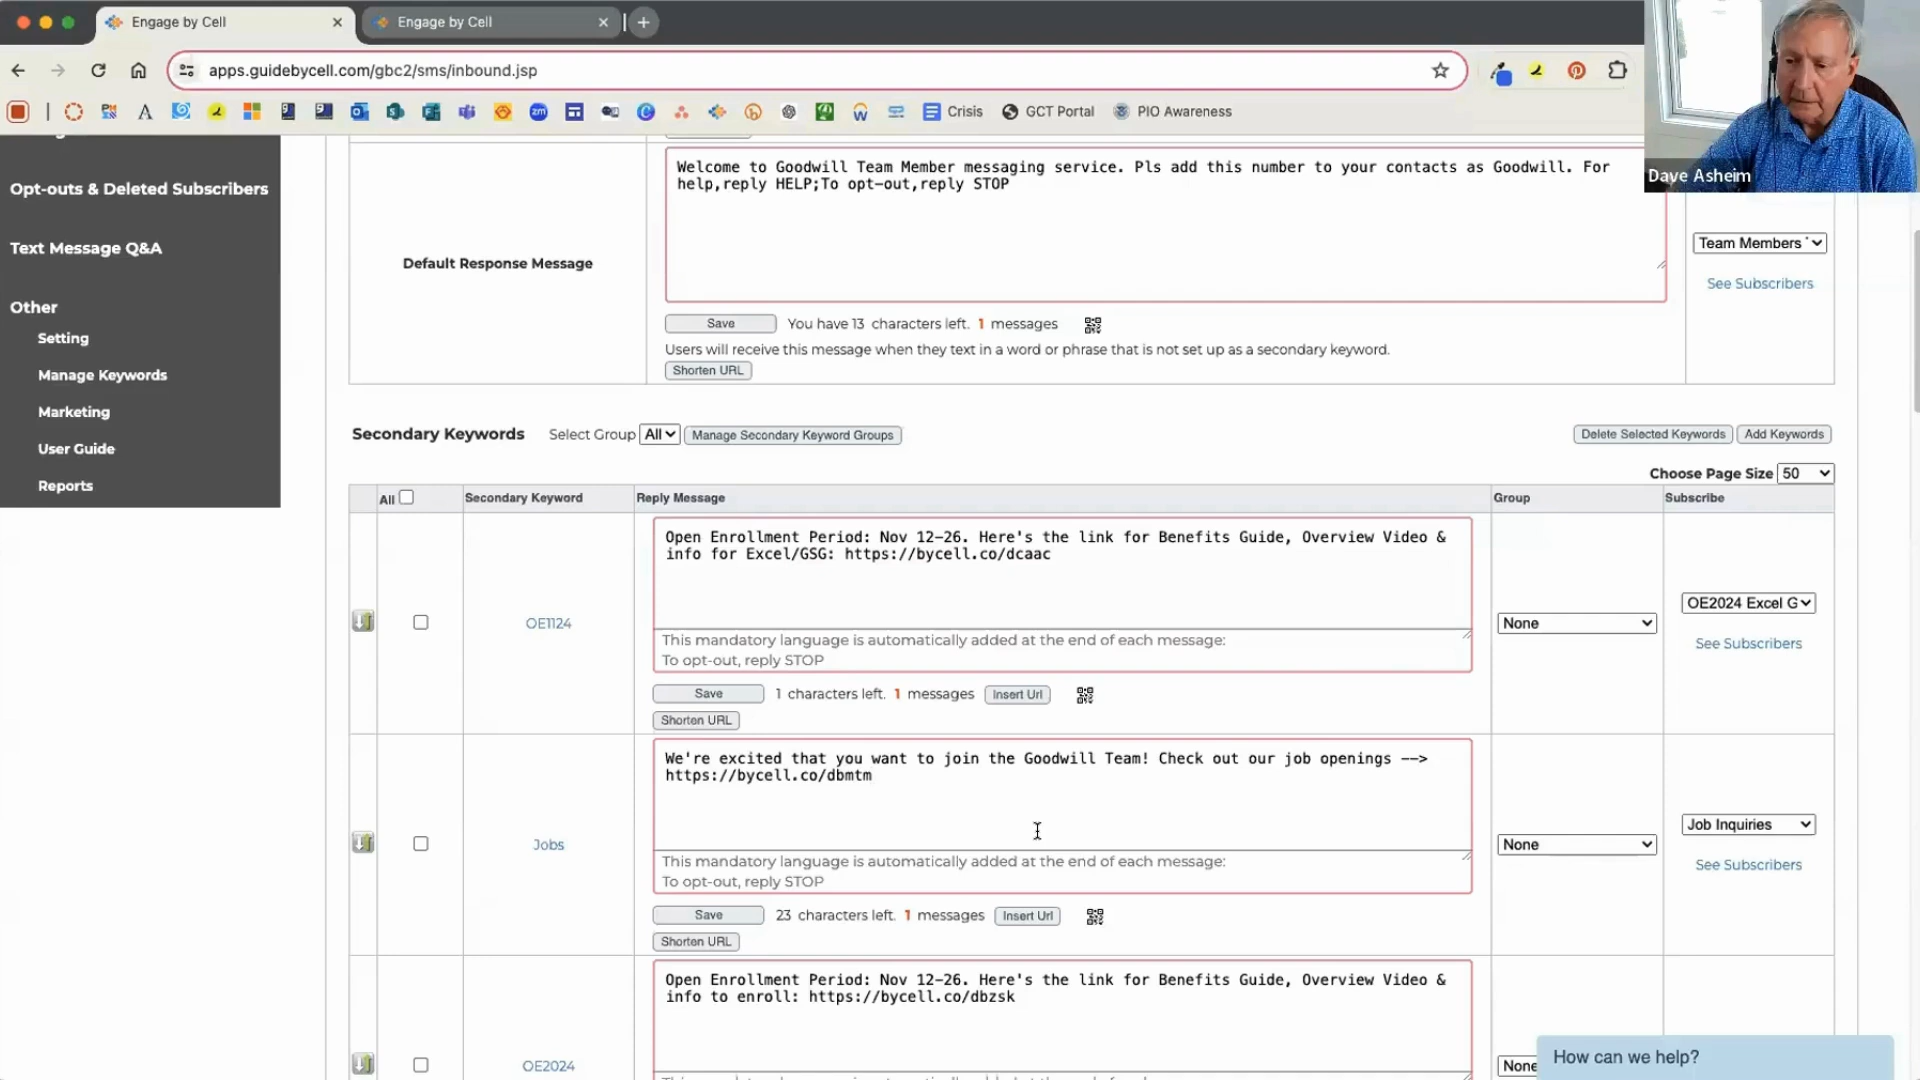 Engage by Cell
Engage by Cell
apps.guidebycell.com/gbc2/sms/inbound.jsp
Crisis
GCT Portal
PIO Awareness
Dave Asheim
Opt-outs & Deleted Subscribers
Text Message Q&A
Other
Setting
Manage Keywords
Marketing
User Guide
Reports
Default Response Message
Welcome to Goodwill Team Member messaging service. Pls add this number to your contacts as Goodwill. For
help,reply HELP;To opt-out,reply STOP
Team Members
See Subscribers
Save You have 13 characters left. 1 messages
Users will receive this message when they text in a word or phrase that is not set up as a secondary keyword.
Shorten URL
Secondary Keywords Select Group All Manage Secondary Keyword Groups Delete Selected Keywords Add Keywords
Choose Page Size 50
All Secondary Keyword Reply Message Group Subscribe
OE1124
Open Enrollment Period: Nov 12-26. Here's the link for Benefits Guide, Overview Video &
info for Excel/GSG: https://bycell.co/dcaac
This mandatory language is automatically added at the end of each message:
To opt-out, reply STOP
Save 1 characters left. 1 messages Insert Url
Shorten URL
None
OE2024 Excel G
See Subscribers
Jobs
We're excited that you want to join the Goodwill Team! Check out our job openings -->
https://bycell.co/dbmtm
This mandatory language is automatically added at the end of each message:
To opt-out, reply STOP
Save 23 characters left. 1 messages Insert Url
Shorten URL
None
Job Inquiries
See Subscribers
OE2024
Open Enrollment Period: Nov 12-26. Here's the link for Benefits Guide, Overview Video &
info to enroll: https://bycell.co/dbzsk
None
How can we help?